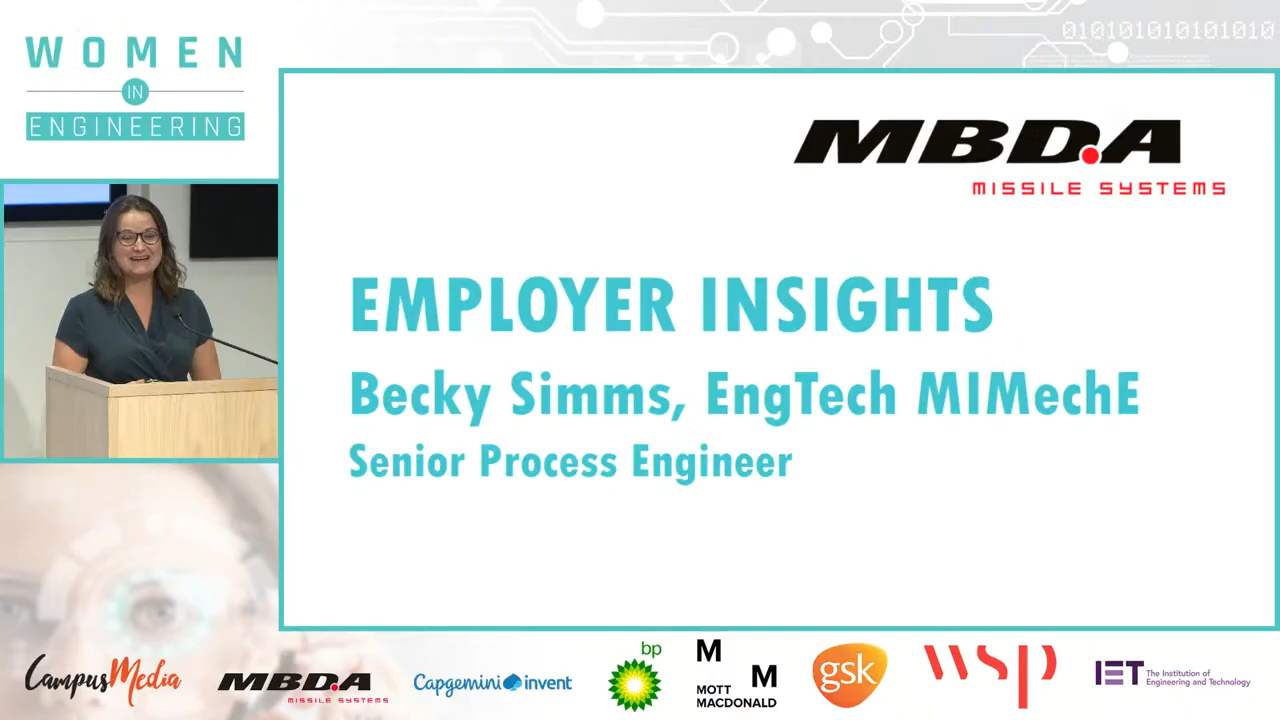 WOMEN
IN
ENGINEERING
010101010101010
MBDA
MISSILE SYSTEMS
EMPLOYER INSIGHTS
Becky Simms, EngTech MIMechE
Senior Process Engineer
CampusMedia
MBDA
MISSILE SYSTEMS
Capgemini invent
bp
M
M
MOTT
MACDONALD
gsk
wsp
IET The Institution of
Engineering and Technology